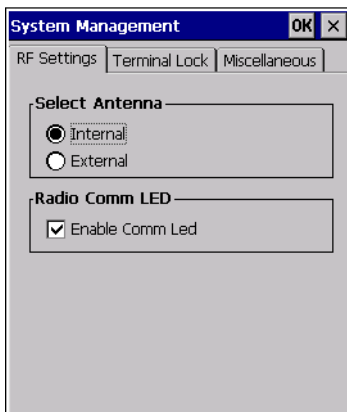 System Management OK ×
RF Settings Terminal Lock Miscellaneous
Select Antenna
Internal
External
Radio Comm LED
Enable Comm Led